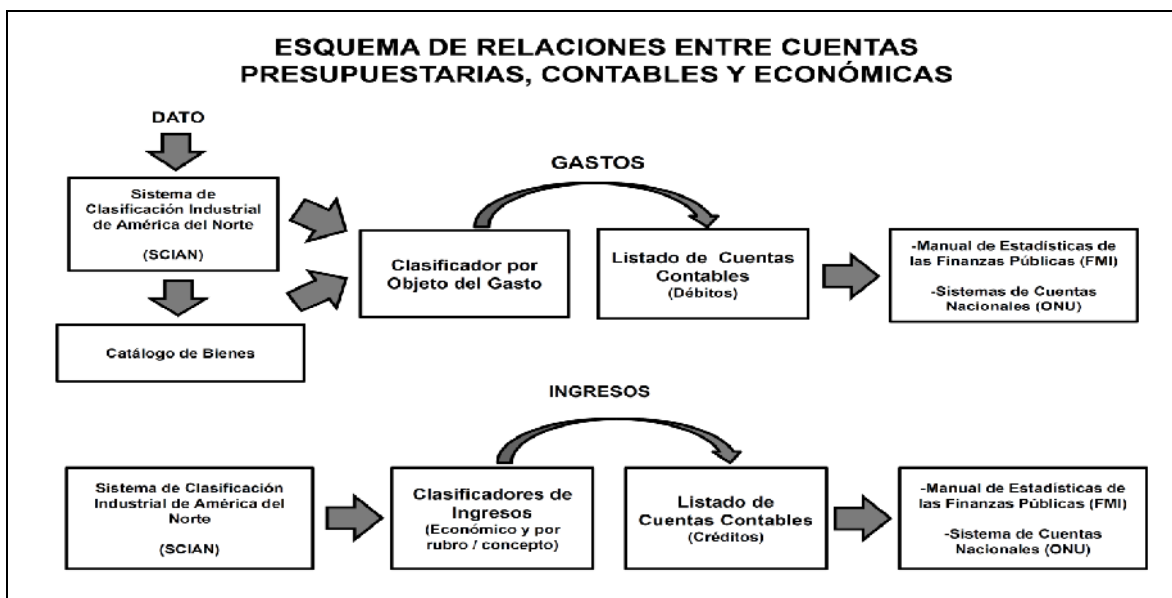 ESQUEMA DE RELACIONES ENTRE CUENTAS
PRESUPUESTARIAS, CONTABLES Y ECONÓMICAS
DATO
Sistema de
Clasificación Industrial
de América del Norte
(SCIAN)
Catálogo de Bienes
GASTOS
Clasificador por
Objeto del Gasto
Listado de Cuentas
Contables
(Débitos)
-Manual de Estadísticas de
las Finanzas Públicas (FMI)
-Sistemas de Cuentas
Nacionales (ONU)
INGRESOS
Sistema de Clasificación
Industrial de América del
Norte
(SCIAN)
Clasificadores de
Ingresos
(Económico y por
rubro / concepto)
Listado de
Cuentas Contables
(Créditos)
-Manual de Estadísticas de
las Finanzas Públicas (FMI)
-Sistema de Cuentas
Nacionales (ONU)